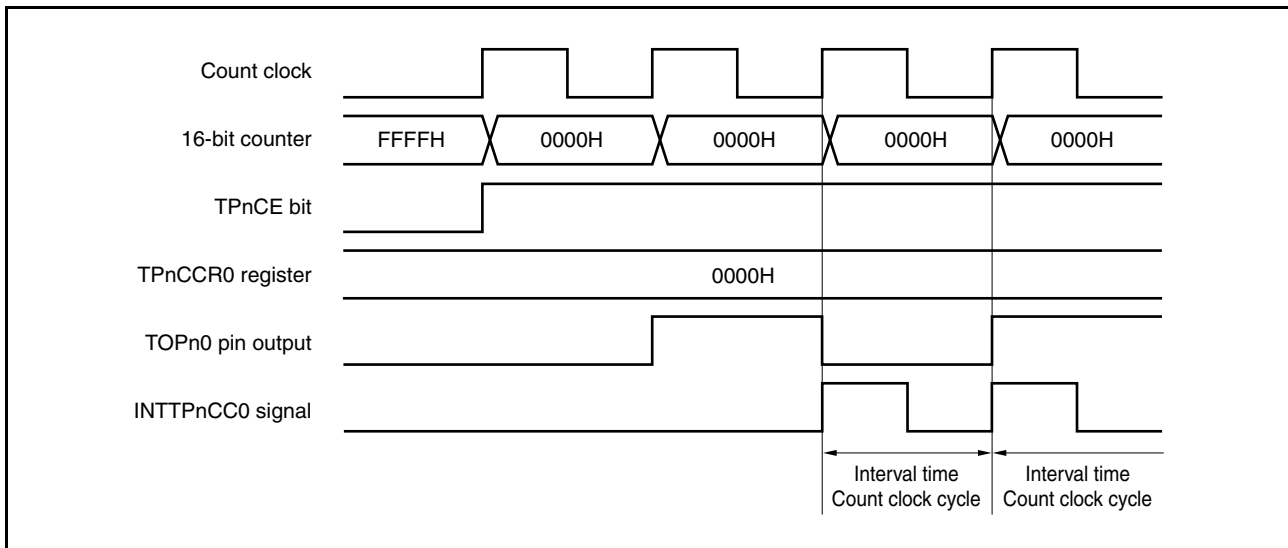 Count clock
16-bit counter
FFFFH 0000H 0000H 0000H 0000H
TPnCE bit
TPnCCR0 register
0000H
TOPn0 pin output
INTTPnCC0 signal
Interval time
Count clock cycle
Interval time
Count clock cycle